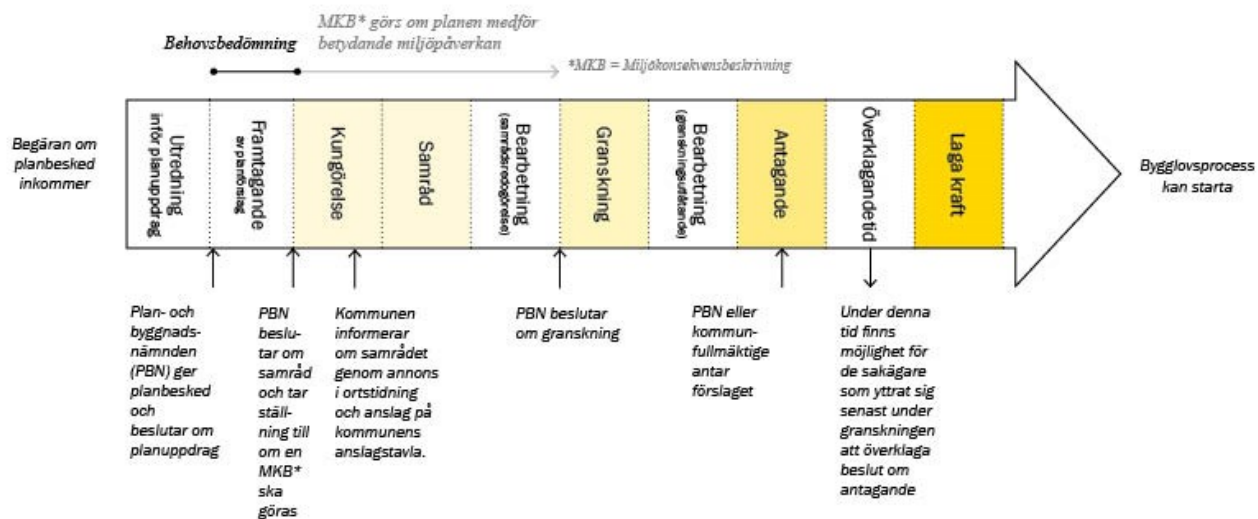 MKB* görs om planen medför
betydande miljöpåverkan
Behovsbedömning
*MKB = Miljökonsekvensbeskrivning
Begäran om
planbesked
inkommer
Utredning
inför planuppdrag
Framtagande
av planförslag
Kungörelse
Samråd
Bearbetning
(samrådsredogörelse)
Granskning
Bearbetning
(granskningsutlåtande)
Antagande
Överklagandetid
Laga kraft
Bygglovsprocess
kan starta
Plan- och
byggnads-
nämnden
(PBN) ger
planbesked
och
beslutar om
planuppdrag
PBN
beslu-
tar om
samråd
och tar
ställ-
ning till
om en
MKB*
ska
göras
Kommunen
informerar
om samrådet
genom annons
i ortstidning
och anslag på
kommunens
anslagstavla.
PBN beslutar
om granskning
PBN eller
kommun-
fullmäktige
antar
förslaget
Under denna
tid finns
möjlighet för
de sakägare
som yttrat sig
senast under
granskningen
att överklaga
beslut om
antagande